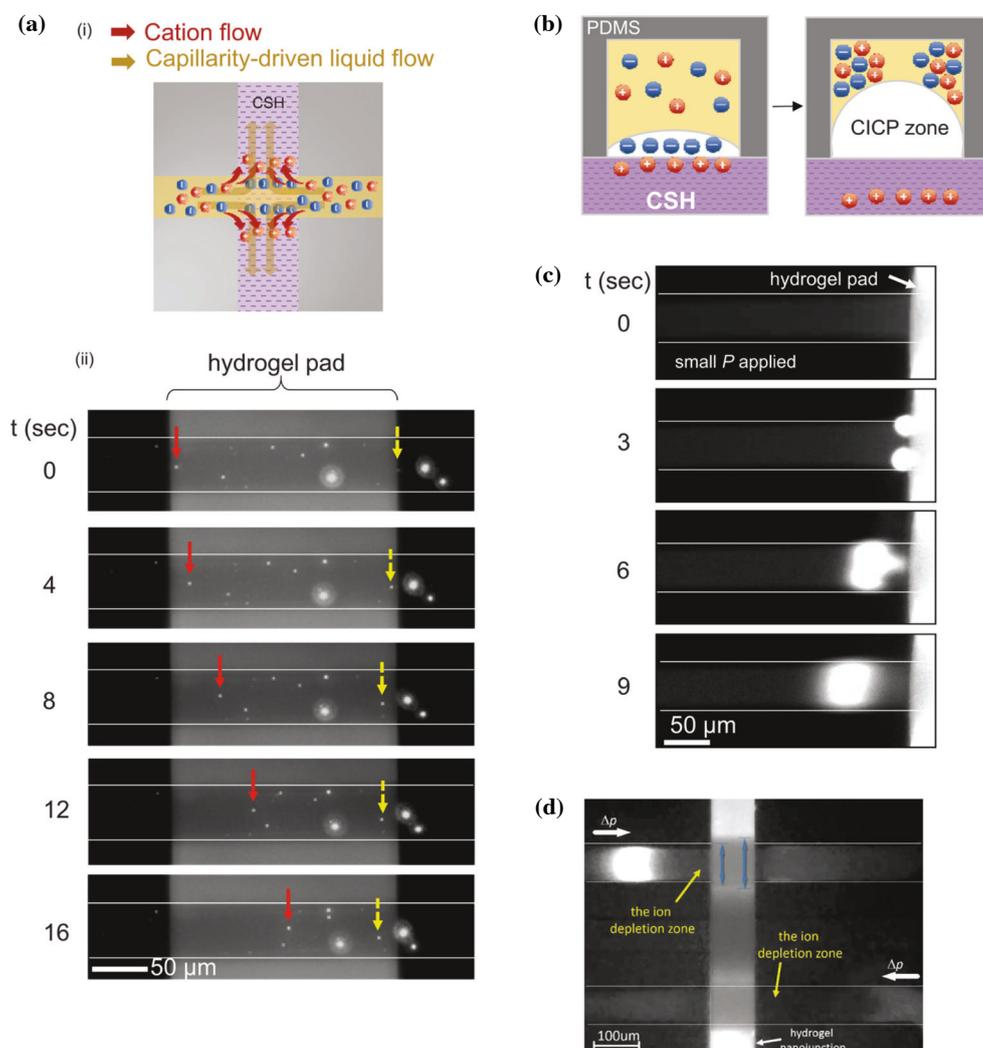 (a)
(i)
Cation flow
Capillarity-driven liquid flow
CSH
(ii)
hydrogel pad
t (sec)
0
4
8
12
16
50 µm
(b)
PDMS
CSH
CICP zone
(c)
t (sec)
0
hydrogel pad
small P applied
3
6
9
50 µm
(d)
Δp
the ion
depletion zone
the ion
depletion zone
Δp
100um
hydrogel
nanojunction